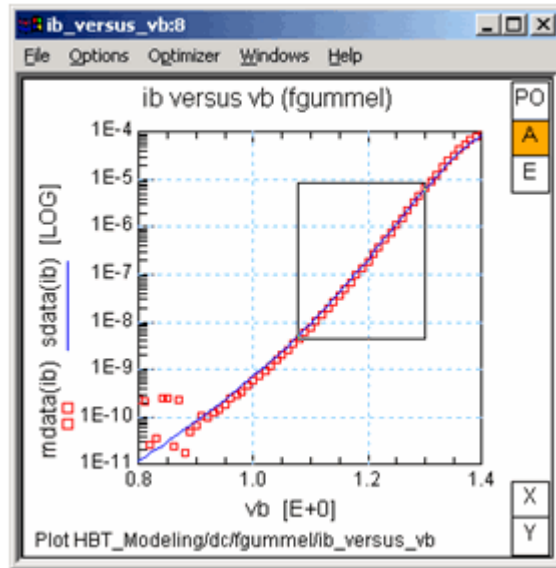 ib_versus_vb:8
File Options Optimizer Windows Help
ib versus vb (fgummel)
PO
A
E
mdata(ib) sdata(ib) [LOG]
1E-4
1E-5
1E-6
1E-7
1E-8
1E-9
1E-10
1E-11
0.8 1.0 1.2 1.4
vb [E+0]
X
Y
Plot HBT_Modeling/dc/fgummel/ib_versus_vb